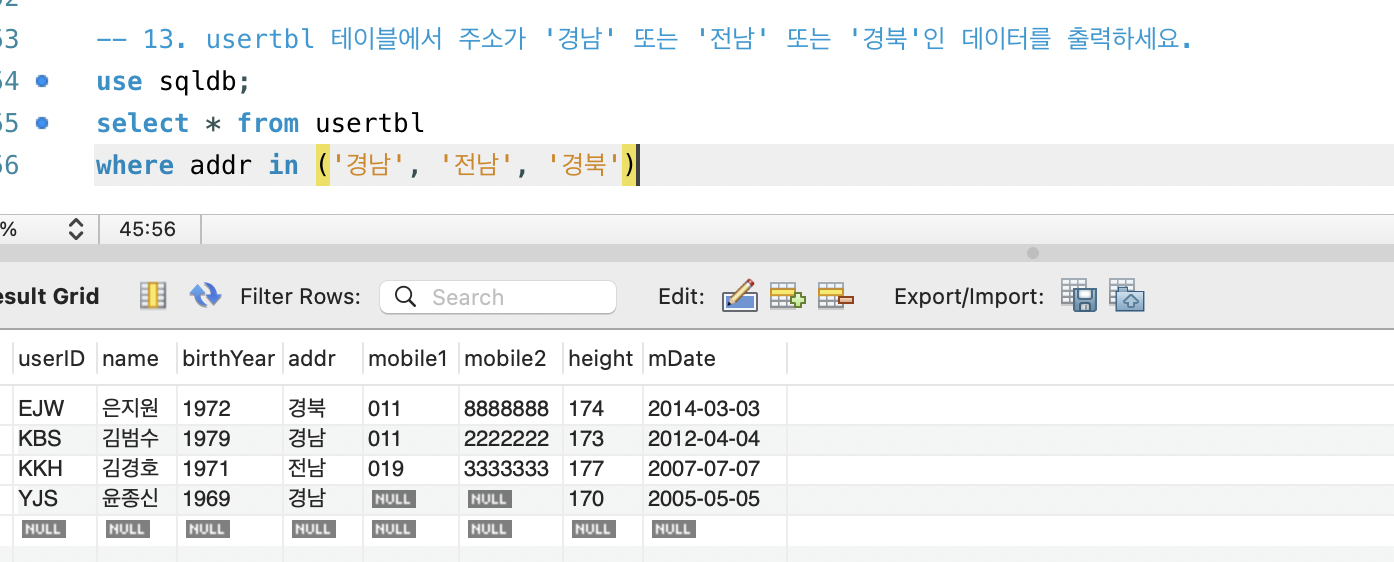 53 -- 13. usertbl 테이블에서 주소가 '경남' 또는 '전남' 또는 '경북'인 데이터를 출력하세요.
54 use sqldb;
55 select * from usertbl
56 where addr in ('경남', '전남', '경북')
% 45:56
esult Grid Filter Rows: Search Edit: Export/Import:
userID name birthYear addr mobile1 mobile2 height mDate
EJW 은지원 1972 경북 011 8888888 174 2014-03-03
KBS 김범수 1979 경남 011 2222222 173 2012-04-04
KKH 김경호 1971 전남 019 3333333 177 2007-07-07
YJS 윤종신 1969 경남 NULL NULL 170 2005-05-05
NULL NULL NULL NULL NULL NULL NULL NULL